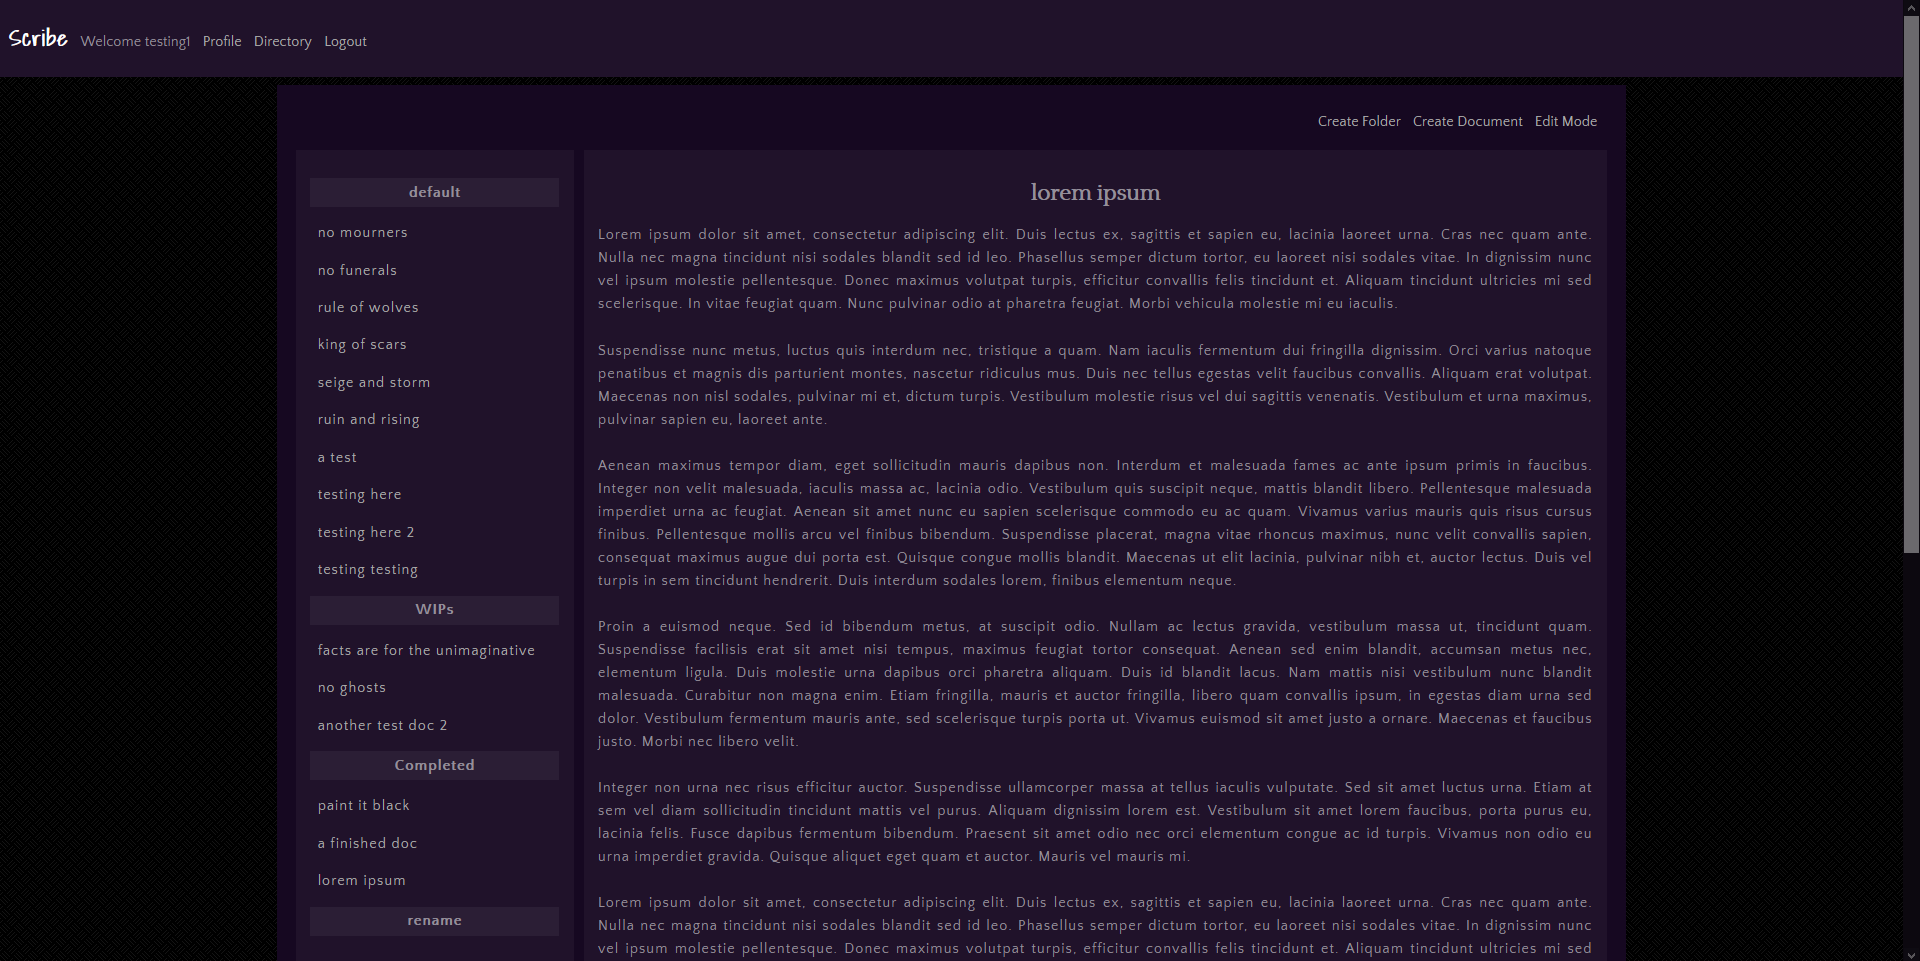 Scribe Welcome testing1 Profile Directory Logout
Create Folder Create Document Edit Mode
default
no mourners
no funerals
rule of wolves
king of scars
seige and storm
ruin and rising
a test
testing here
testing here 2
testing testing
WIPs
facts are for the unimaginative
no ghosts
another test doc 2
Completed
paint it black
a finished doc
lorem ipsum
rename
lorem ipsum
Lorem ipsum dolor sit amet, consectetur adipiscing elit. Duis lectus ex, sagittis et sapien eu, lacinia laoreet urna. Cras nec quam ante.
Nulla nec magna tincidunt nisi sodales blandit sed id leo. Phasellus semper dictum tortor, eu laoreet nisi sodales vitae. In dignissim nunc
vel ipsum molestie pellentesque. Donec maximus volutpat turpis, efficitur convallis felis tincidunt et. Aliquam tincidunt ultricies mi sed
scelerisque. In vitae feugiat quam. Nunc pulvinar odio at pharetra feugiat. Morbi vehicula molestie mi eu iaculis.
Suspendisse nunc metus, luctus quis interdum nec, tristique a quam. Nam iaculis fermentum dui fringilla dignissim. Orci varius natoque
penatibus et magnis dis parturient montes, nascetur ridiculus mus. Duis nec tellus egestas velit faucibus convallis. Aliquam erat volutpat.
Maecenas non nisl sodales, pulvinar mi et, dictum turpis. Vestibulum molestie risus vel dui sagittis venenatis. Vestibulum et urna maximus,
pulvinar sapien eu, laoreet ante.
Aenean maximus tempor diam, eget sollicitudin mauris dapibus non. Interdum et malesuada fames ac ante ipsum primis in faucibus.
Integer non velit malesuada, iaculis massa ac, lacinia odio. Vestibulum quis suscipit neque, mattis blandit libero. Pellentesque malesuada
imperdiet urna ac feugiat. Aenean sit amet nunc eu sapien scelerisque commodo eu ac quam. Vivamus varius mauris quis risus cursus
finibus. Pellentesque mollis arcu vel finibus bibendum. Suspendisse placerat, magna vitae rhoncus maximus, nunc velit convallis sapien,
consequat maximus augue dui porta est. Quisque congue mollis blandit. Maecenas ut elit lacinia, pulvinar nibh et, auctor lectus. Duis vel
turpis in sem tincidunt hendrerit. Duis interdum sodales lorem, finibus elementum neque.
Proin a euismod neque. Sed id bibendum metus, at suscipit odio. Nullam ac lectus gravida, vestibulum massa ut, tincidunt quam.
Suspendisse facilisis erat sit amet nisi tempus, maximus feugiat tortor consequat. Aenean sed enim blandit, accumsan metus nec,
elementum ligula. Duis molestie urna dapibus orci pharetra aliquam. Duis id blandit lacus. Nam mattis nisi vestibulum nunc blandit
malesuada. Curabitur non magna enim. Etiam fringilla, mauris et auctor fringilla, libero quam convallis ipsum, in egestas diam urna sed
dolor. Vestibulum fermentum mauris ante, sed scelerisque turpis porta ut. Vivamus euismod sit amet justo a ornare. Maecenas et faucibus
justo. Morbi nec libero velit.
Integer non urna nec risus efficitur auctor. Suspendisse ullamcorper massa at tellus iaculis vulputate. Sed sit amet luctus urna. Etiam at
sem vel diam sollicitudin tincidunt mattis vel purus. Aliquam dignissim lorem est. Vestibulum sit amet lorem faucibus, porta purus eu,
lacinia felis. Fusce dapibus fermentum bibendum. Praesent sit amet odio nec orci elementum congue ac id turpis. Vivamus non odio eu
urna imperdiet gravida. Quisque aliquet eget quam et auctor. Mauris vel mauris mi.
Lorem ipsum dolor sit amet, consectetur adipiscing elit. Duis lectus ex, sagittis et sapien eu, lacinia laoreet urna. Cras nec quam ante.
Nulla nec magna tincidunt nisi sodales blandit sed id leo. Phasellus semper dictum tortor, eu laoreet nisi sodales vitae. In dignissim nunc
vel ipsum molestie pellentesque. Donec maximus volutpat turpis, efficitur convallis felis tincidunt et. Aliquam tincidunt ultricies mi sed